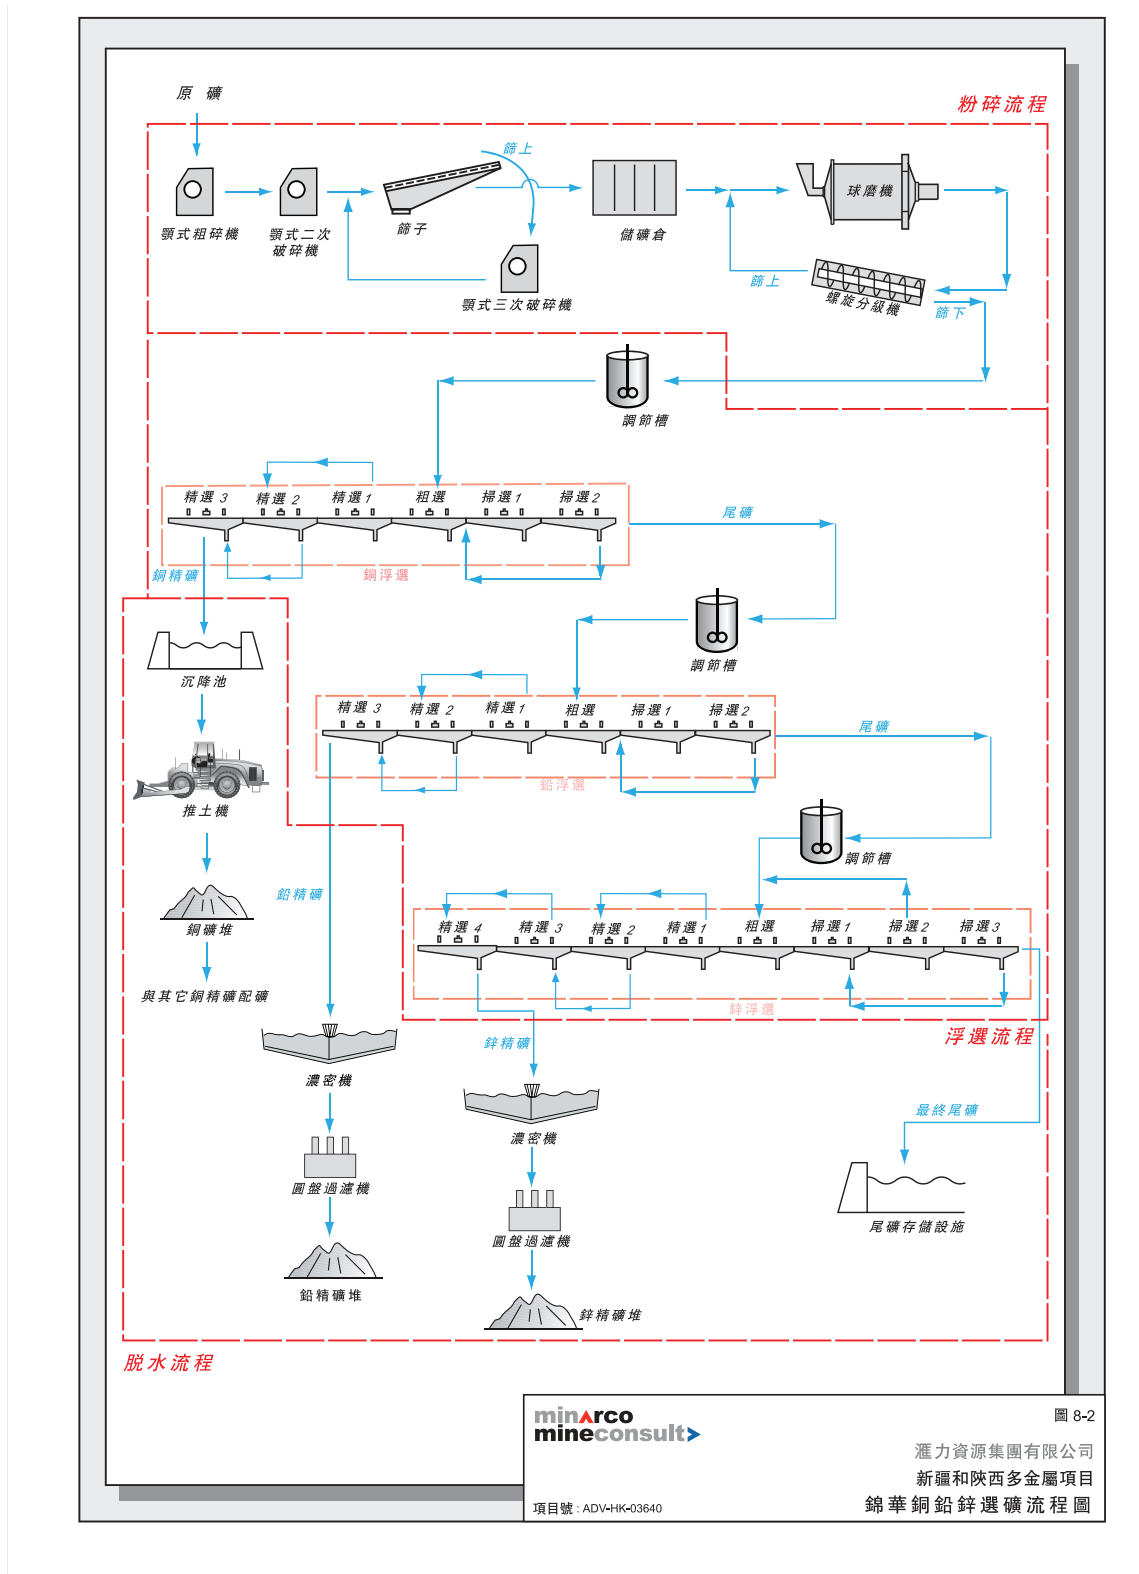 原 礦
粉碎流程
篩上
顎式粗碎機
顎式二次
破碎機
篩子
儲礦倉
球磨機
顎式三次破碎機
篩上
螺旋分級機
篩下
調節槽
精選3
精選2
精選1
粗選
掃選1
掃選2
尾礦
銅精礦
銅浮選
調節槽
沉降池
精選3
精選2
精選1
粗選
掃選1
掃選2
尾礦
鉛浮選
推土機
調節槽
鉛精礦
精選4
精選3
精選2
精選1
粗選
掃選1
掃選2
掃選3
銅礦堆
與其它銅精礦配礦
鋅浮選
浮選流程
鋅精礦
濃密機
最終尾礦
濃密機
圓盤過濾機
尾礦存儲設施
圓盤過濾機
鉛精礦堆
鋅精礦堆
脱水流程
minarco
mineconsult
圖 8-2
滙力資源集團有限公司
新疆和陝西多金屬項目
錦華銅鉛鋅選礦流程圖
項目號 : ADV-HK-03640